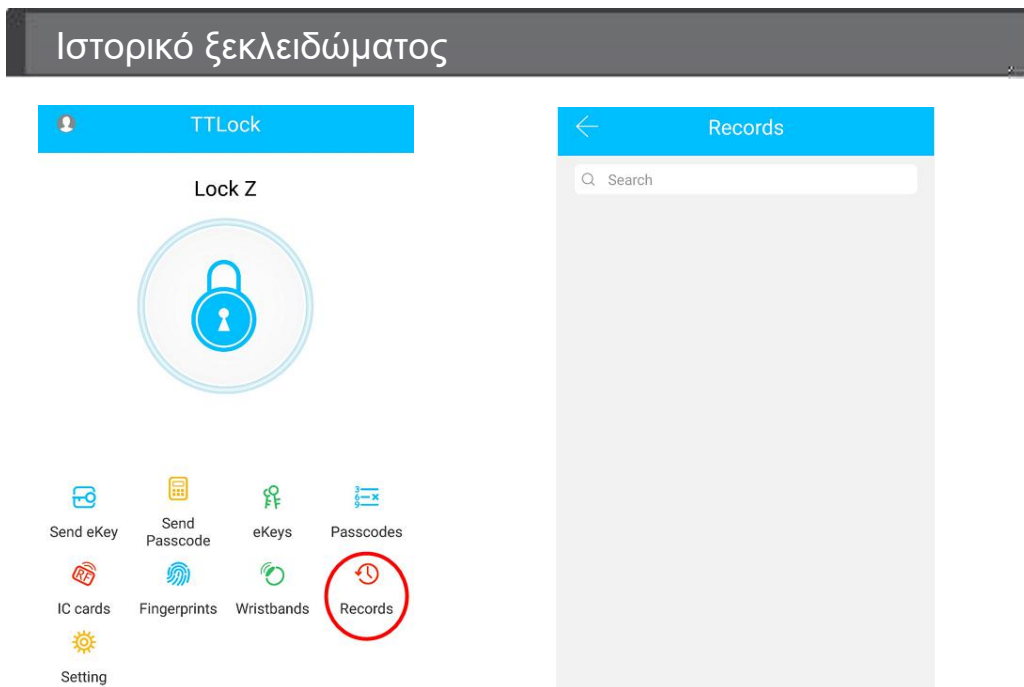 Ιστορικό ξεκλειδώματος
TTLock
Lock Z
Send eKey
Send
Passcode
eKeys
Passcodes
IC cards
Fingerprints
Wristbands
Records
Setting
Records
Search